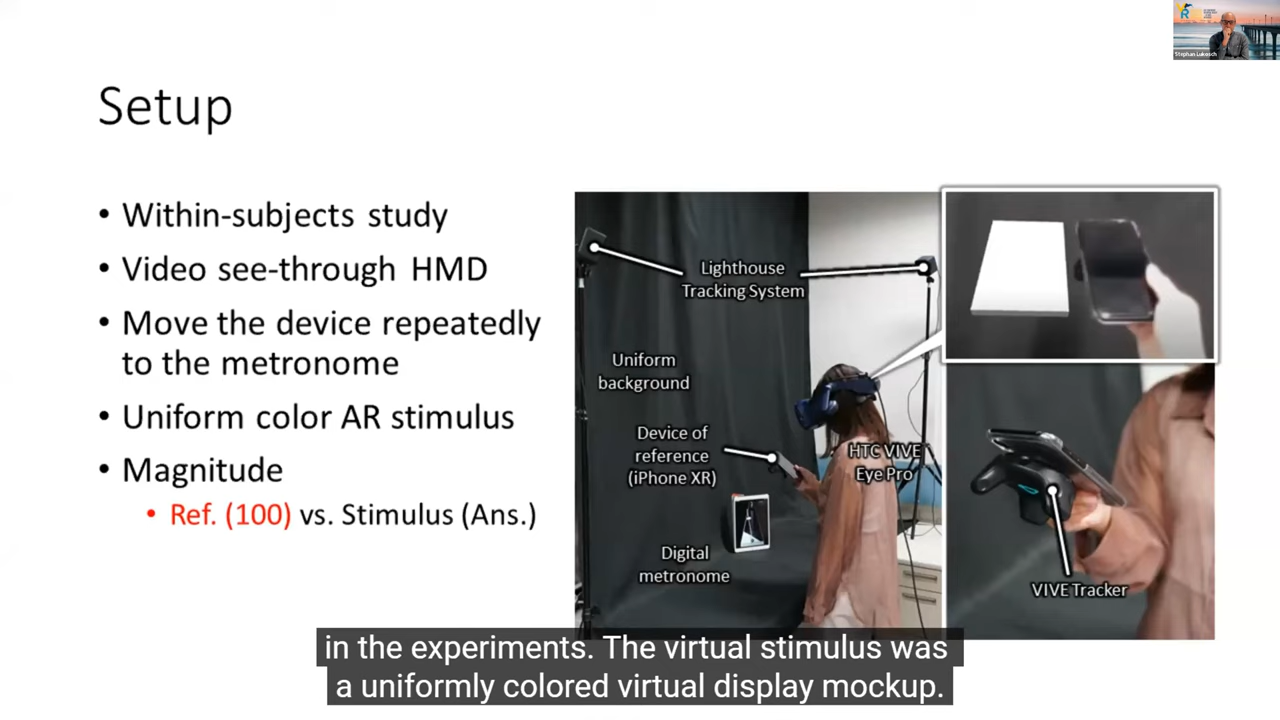 Stephan Lukosch
Setup
• Within-subjects study
• Video see-through HMD
• Move the device repeatedly
to the metronome
• Uniform color AR stimulus
• Magnitude
• Ref. (100) vs. Stimulus (Ans.)
Lighthouse
Tracking System
Uniform
background
Device of
reference
(iPhone XR)
HTC VIVE
Eye Pro
Digital
metronome
VIVE Tracker
in the experiments. The virtual stimulus was
a uniformly colored virtual display mockup.